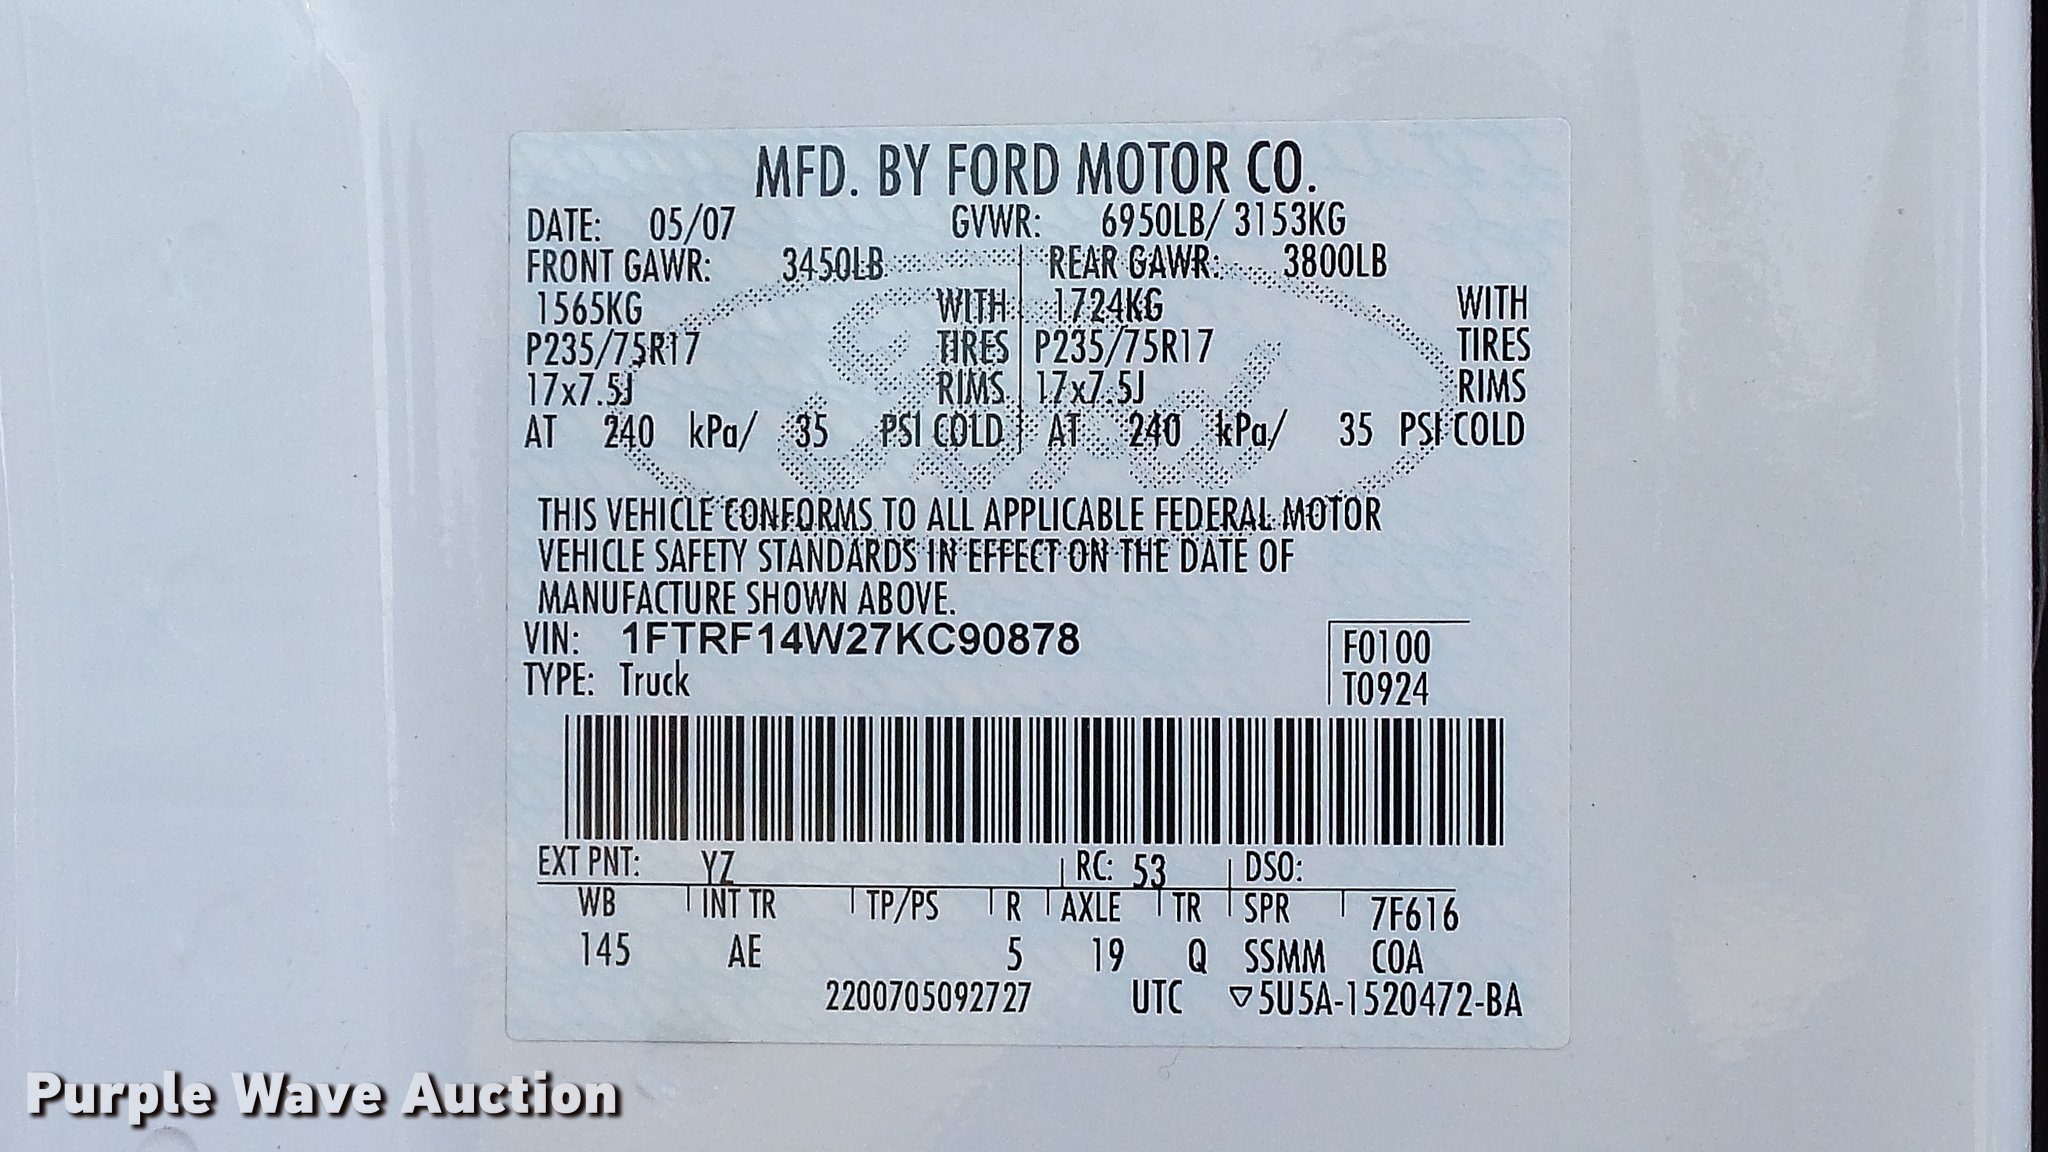 MFD. BY FORD MOTOR CO.
DATE: 05/07 GVWR: 6950LB/ 3153KG
FRONT GAWR: 3450LB REAR GAWR: 3800LB
1565KG WITH 1724KG WITH
P235/75R17 TIRES P235/75R17 TIRES
17x7.5J RIMS 17x7.5J RIMS
AT 240 kPa/ 35 PSI COLD AT 240 kPa/ 35 PSI COLD
Ford
THIS VEHICLE CONFORMS TO ALL APPLICABLE FEDERAL MOTOR
VEHICLE SAFETY STANDARDS IN EFFECT ON THE DATE OF
MANUFACTURE SHOWN ABOVE.
VIN: 1FTRF14W27KC90878 F0100
TYPE: Truck T0924
EXT PNT: YZ RC: 53 DSO:
WB INT TR TP/PS R AXLE TR SPR 7F616
145 AE 5 19 Q SSMM COA
2200705092727 UTC ▽5U5A-1520472-BA
Purple Wave Auction